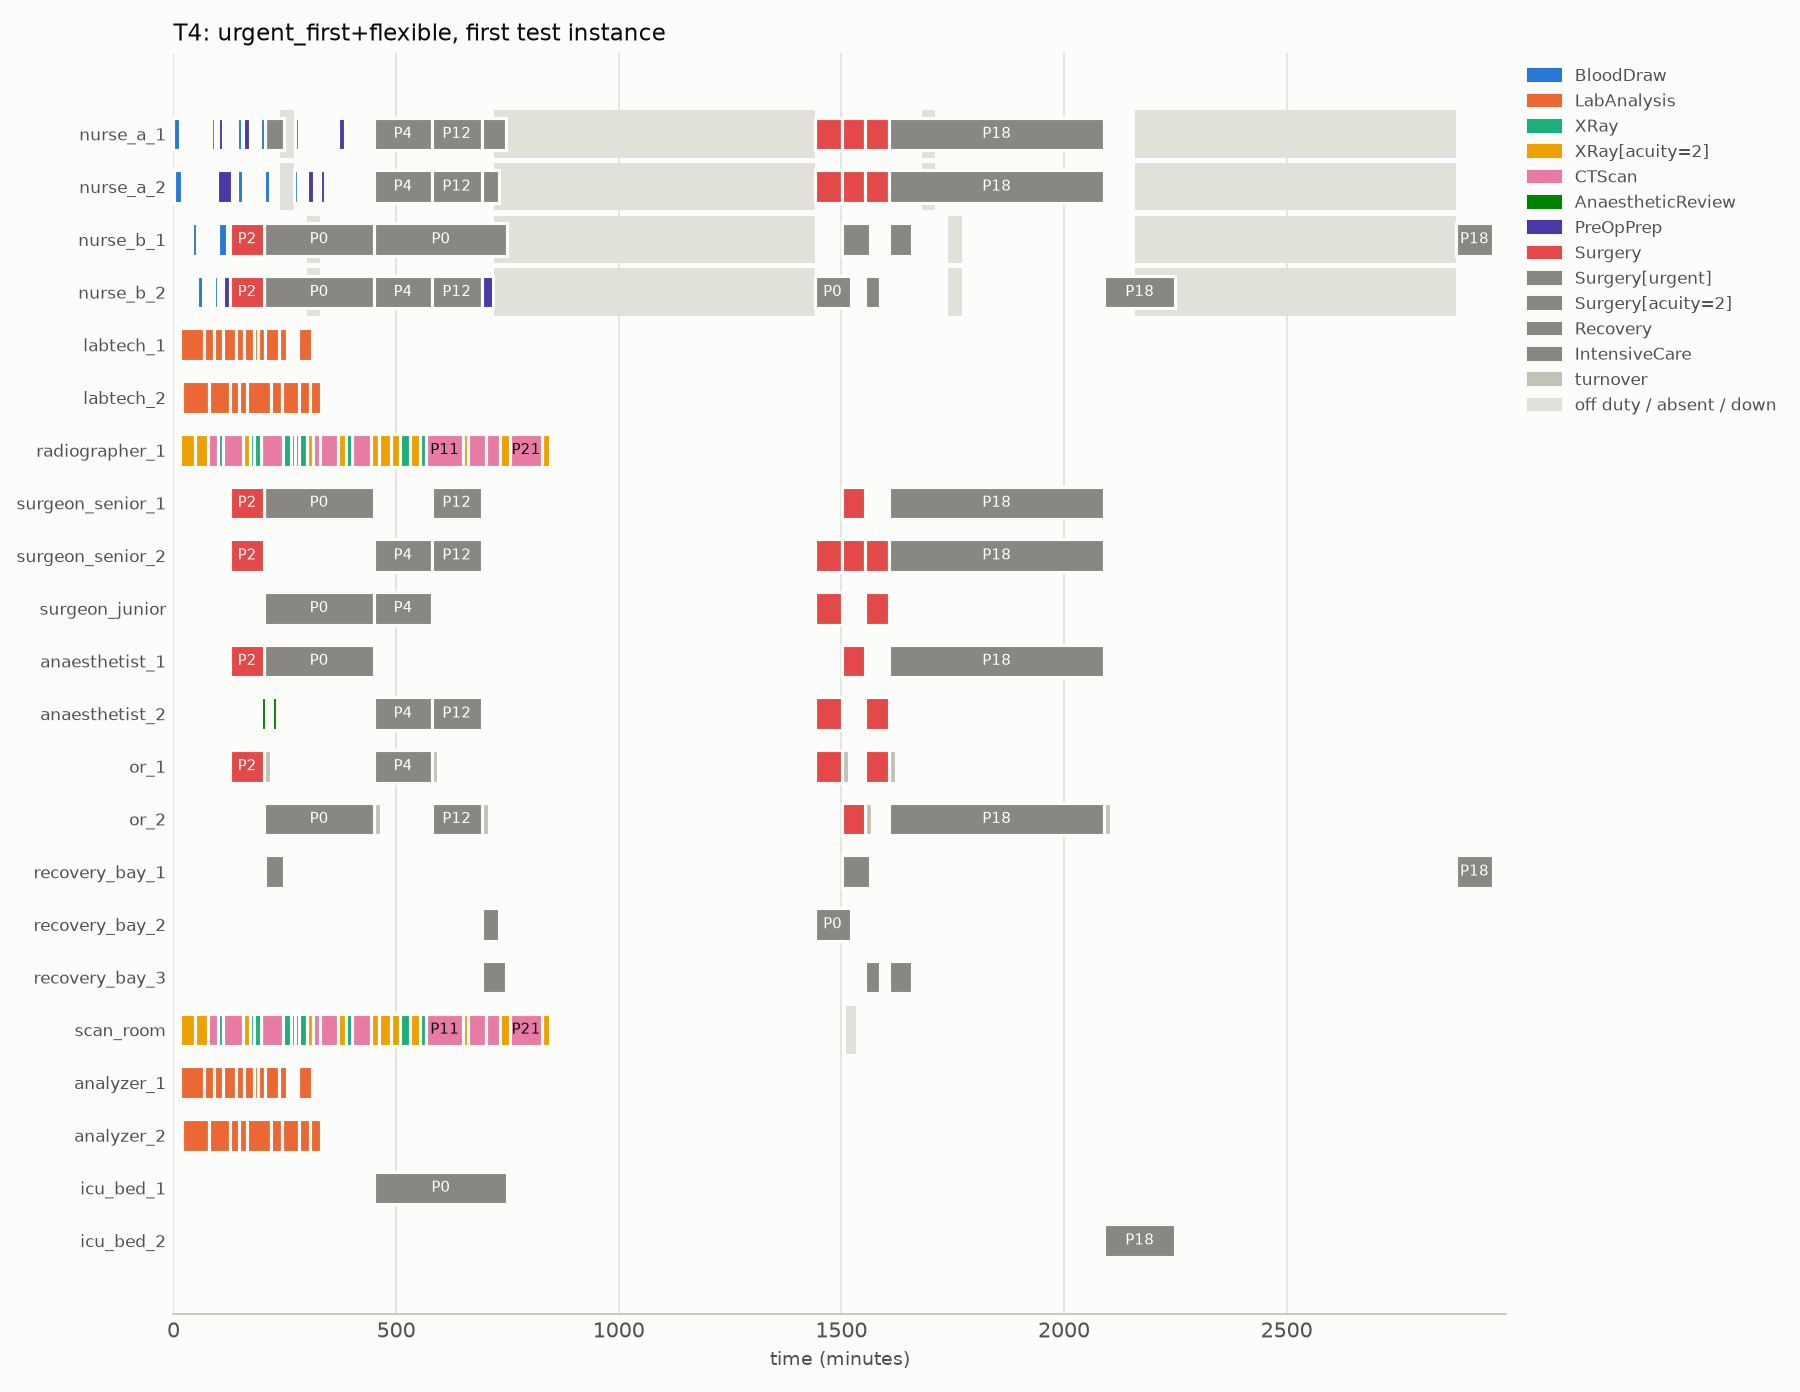 T4: urgent_first+flexible, first test instance
BloodDraw
LabAnalysis
XRay
XRay[acuity=2]
CTScan
AnaestheticReview
PreOpPrep
Surgery
Surgery[urgent]
Surgery[acuity=2]
Recovery
IntensiveCare
turnover
off duty / absent / down
nurse_a_1 P4 P12 P18
nurse_a_2 P4 P12 P18
nurse_b_1 P2 P0 P0 P18
nurse_b_2 P2 P0 P4 P12 P0 P18
labtech_1
labtech_2
radiographer_1 P11 P21
surgeon_senior_1 P2 P0 P12 P18
surgeon_senior_2 P2 P4 P12 P18
surgeon_junior P0 P4
anaesthetist_1 P2 P0 P18
anaesthetist_2 P4 P12
or_1 P2 P4
or_2 P0 P12 P18
recovery_bay_1 P18
recovery_bay_2 P0
recovery_bay_3
scan_room P11 P21
analyzer_1
analyzer_2
icu_bed_1 P0
icu_bed_2 P18
0 500 1000 1500 2000 2500
time (minutes)